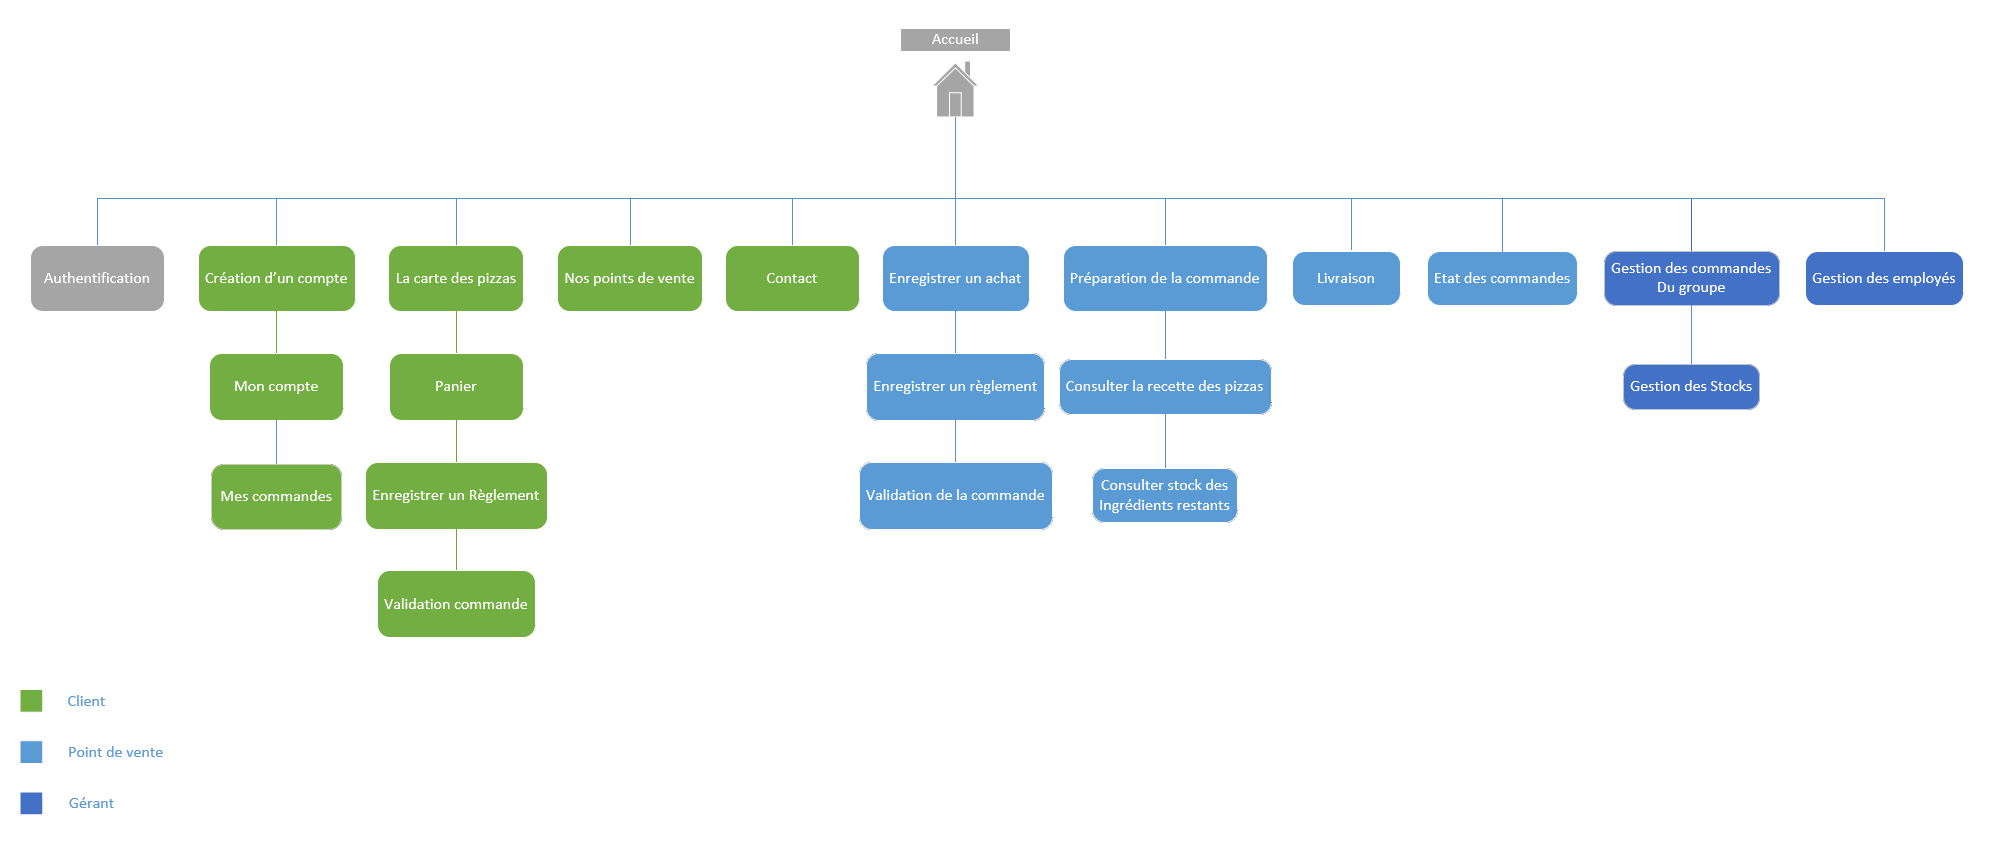 Accueil
Authentification
Création d’un compte
La carte des pizzas
Nos points de vente
Contact
Enregistrer un achat
Préparation de la commande
Livraison
Etat des commandes
Gestion des commandes
Du groupe
Gestion des employés
Mon compte
Panier
Enregistrer un règlement
Consulter la recette des pizzas
Gestion des Stocks
Mes commandes
Enregistrer un Règlement
Validation de la commande
Consulter stock des
Ingrédients restants
Validation commande
Client
Point de vente
Gérant